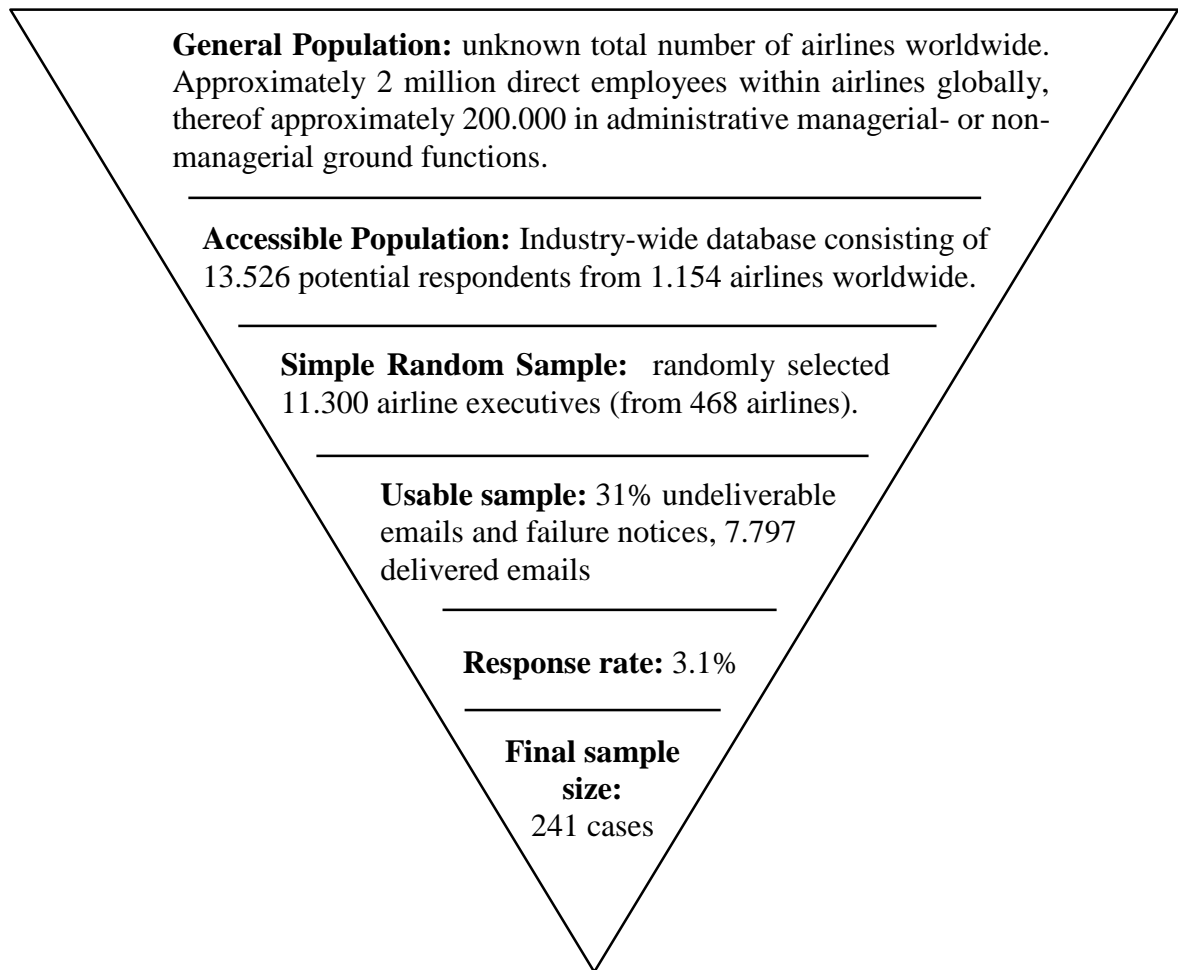 General Population: unknown total number of airlines worldwide.
Approximately 2 million direct employees within airlines globally,
thereof approximately 200.000 in administrative managerial- or non-
managerial ground functions.
Accessible Population: Industry-wide database consisting of
13.526 potential respondents from 1.154 airlines worldwide.
Simple Random Sample: randomly selected
11.300 airline executives (from 468 airlines).
Usable sample: 31% undeliverable
emails and failure notices, 7.797
delivered emails
Response rate: 3.1%
Final sample
size:
241 cases